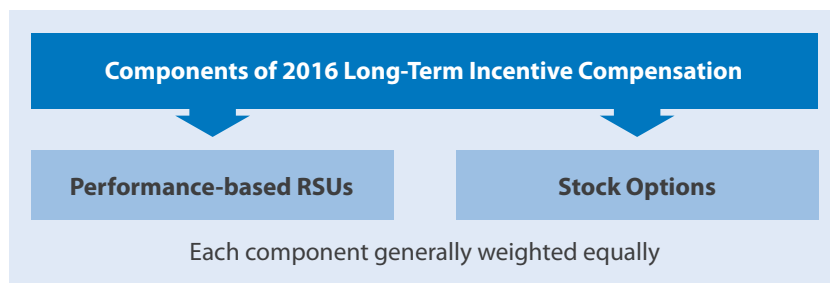 Components of 2016 Long-Term Incentive Compensation
Performance-based RSUs
Stock Options
Each component generally weighted equally